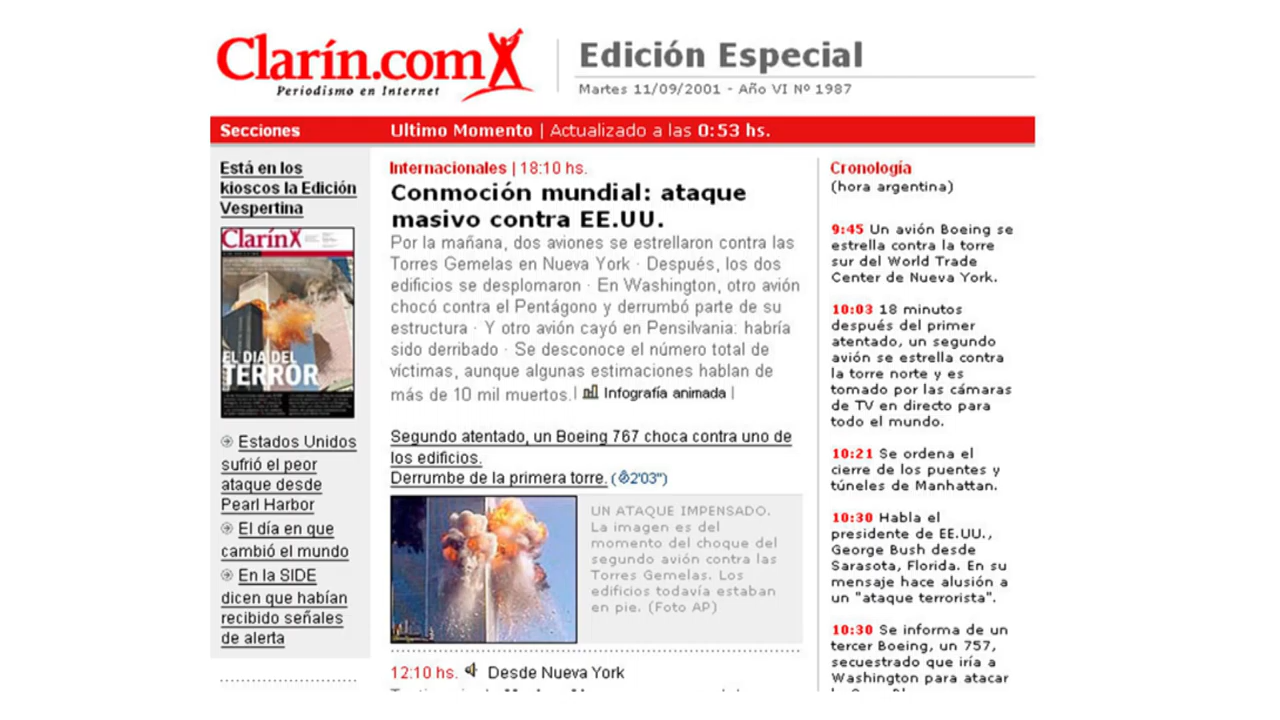 Clarín.com
Periodismo en Internet
Edición Especial
Martes 11/09/2001 - Año VI Nº 1987
Secciones
Ultimo Momento | Actualizado a las 0:53 hs.
Está en los
kioscos la Edición
Vespertina
Clarín
EL DIA DEL
TERROR
Estados Unidos
sufrió el peor
ataque desde
Pearl Harbor
El día en que
cambió el mundo
En la SIDE
dicen que habían
recibido señales
de alerta
Internacionales | 18:10 hs.
Conmoción mundial: ataque
masivo contra EE.UU.
Por la mañana, dos aviones se estrellaron contra las
Torres Gemelas en Nueva York · Después, los dos
edificios se desplomaron · En Washington, otro avión
chocó contra el Pentágono y derrumbó parte de su
estructura · Y otro avión cayó en Pensilvania: habría
sido derribado · Se desconoce el número total de
víctimas, aunque algunas estimaciones hablan de
más de 10 mil muertos.| Infografía animada |
Segundo atentado, un Boeing 767 choca contra uno de
los edificios.
Derrumbe de la primera torre. (2'03")
UN ATAQUE IMPENSADO.
La imagen es del
momento del choque del
segundo avión contra las
Torres Gemelas. Los
edificios todavía estaban
en pie. (Foto AP)
12:10 hs. Desde Nueva York
Cronología
(hora argentina)
9:45 Un avión Boeing se
estrella contra la torre
sur del World Trade
Center de Nueva York.
10:03 18 minutos
después del primer
atentado, un segundo
avión se estrella contra
la torre norte y es
tomado por las cámaras
de TV en directo para
todo el mundo.
10:21 Se ordena el
cierre de los puentes y
túneles de Manhattan.
10:30 Habla el
presidente de EE.UU.,
George Bush desde
Sarasota, Florida. En su
mensaje hace alusión a
un "ataque terrorista".
10:30 Se informa de un
tercer Boeing, un 757,
secuestrado que iría a
Washington para atacar